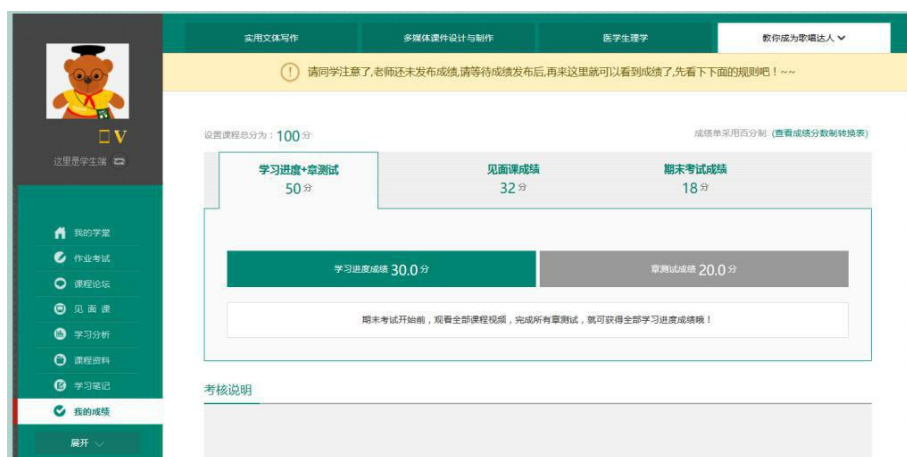 实用文体写作
多媒体课件设计与制作
医学生理学
教你成为歌唱达人
请同学注意了,老师还未发布成绩,请等待成绩发布后,再来这里就可以看到成绩了,先看下下面的规则吧！~~
V
这里是学生端
设置课程总分为：100分
成绩单采用百分制 (查看成绩分数制转换表)
学习进度+章测试
50分
见面课成绩
32分
期末考试成绩
18分
我的学堂
作业考试
课程论坛
见面课
学习分析
课程资料
学习笔记
我的成绩
展开
学习进度成绩 30.0 分
章测试成绩 20.0 分
期末考试开始前，观看全部课程视频，完成所有章测试，就可获得全部学习进度成绩哦！
考核说明